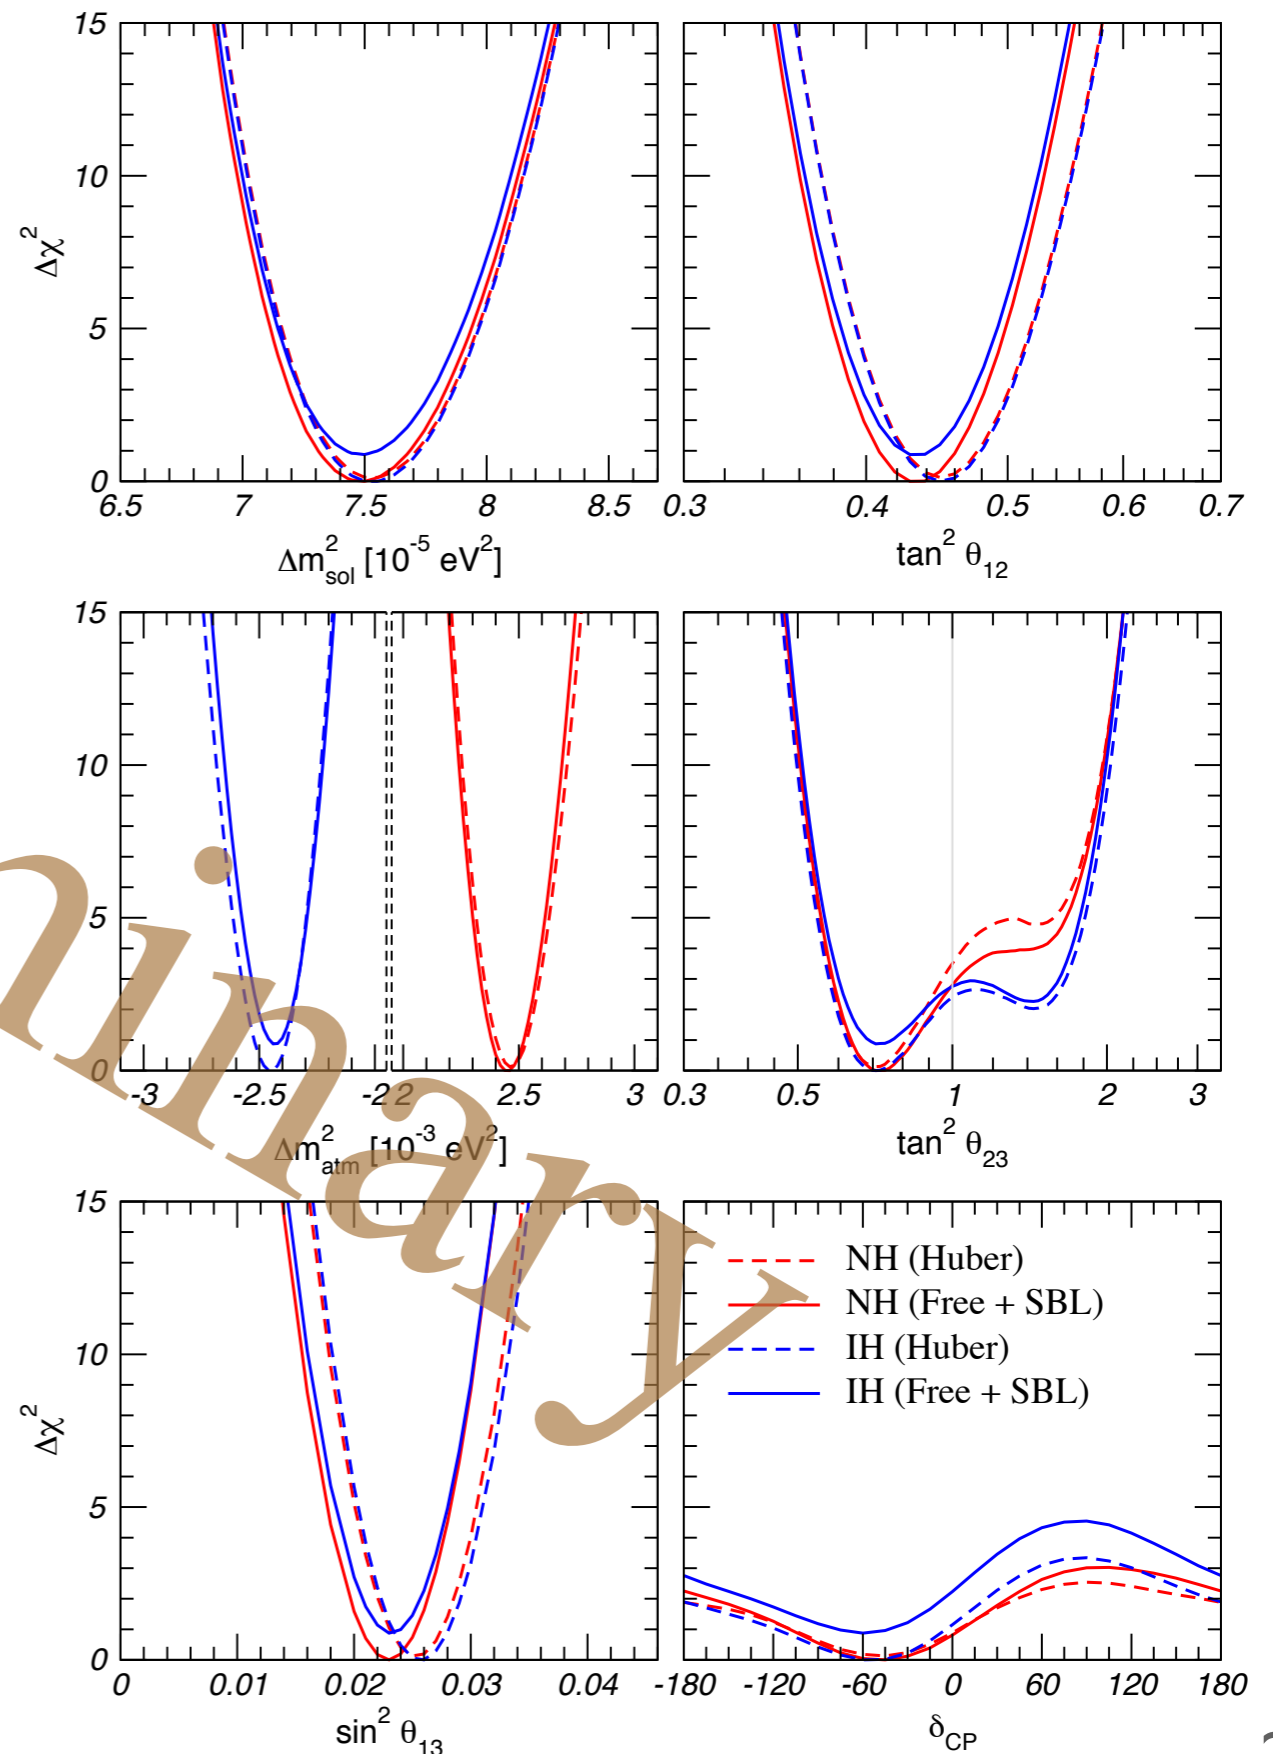 15
10
5
0
Δχ²
6.5 7 7.5 8 8.5
Δm²sol [10⁻⁵ eV²]
0.3 0.4 0.5 0.6 0.7
tan² θ12
15
10
5
0
-3 -2.5 -2 2 2.5 3
Δm²atm [10⁻³ eV²]
0.3 0.5 1 2 3
tan² θ23
15
10
5
0
Δχ²
0 0.01 0.02 0.03 0.04
sin² θ13
NH (Huber)
NH (Free + SBL)
IH (Huber)
IH (Free + SBL)
-180 -120 -60 0 60 120 180
δCP
minary